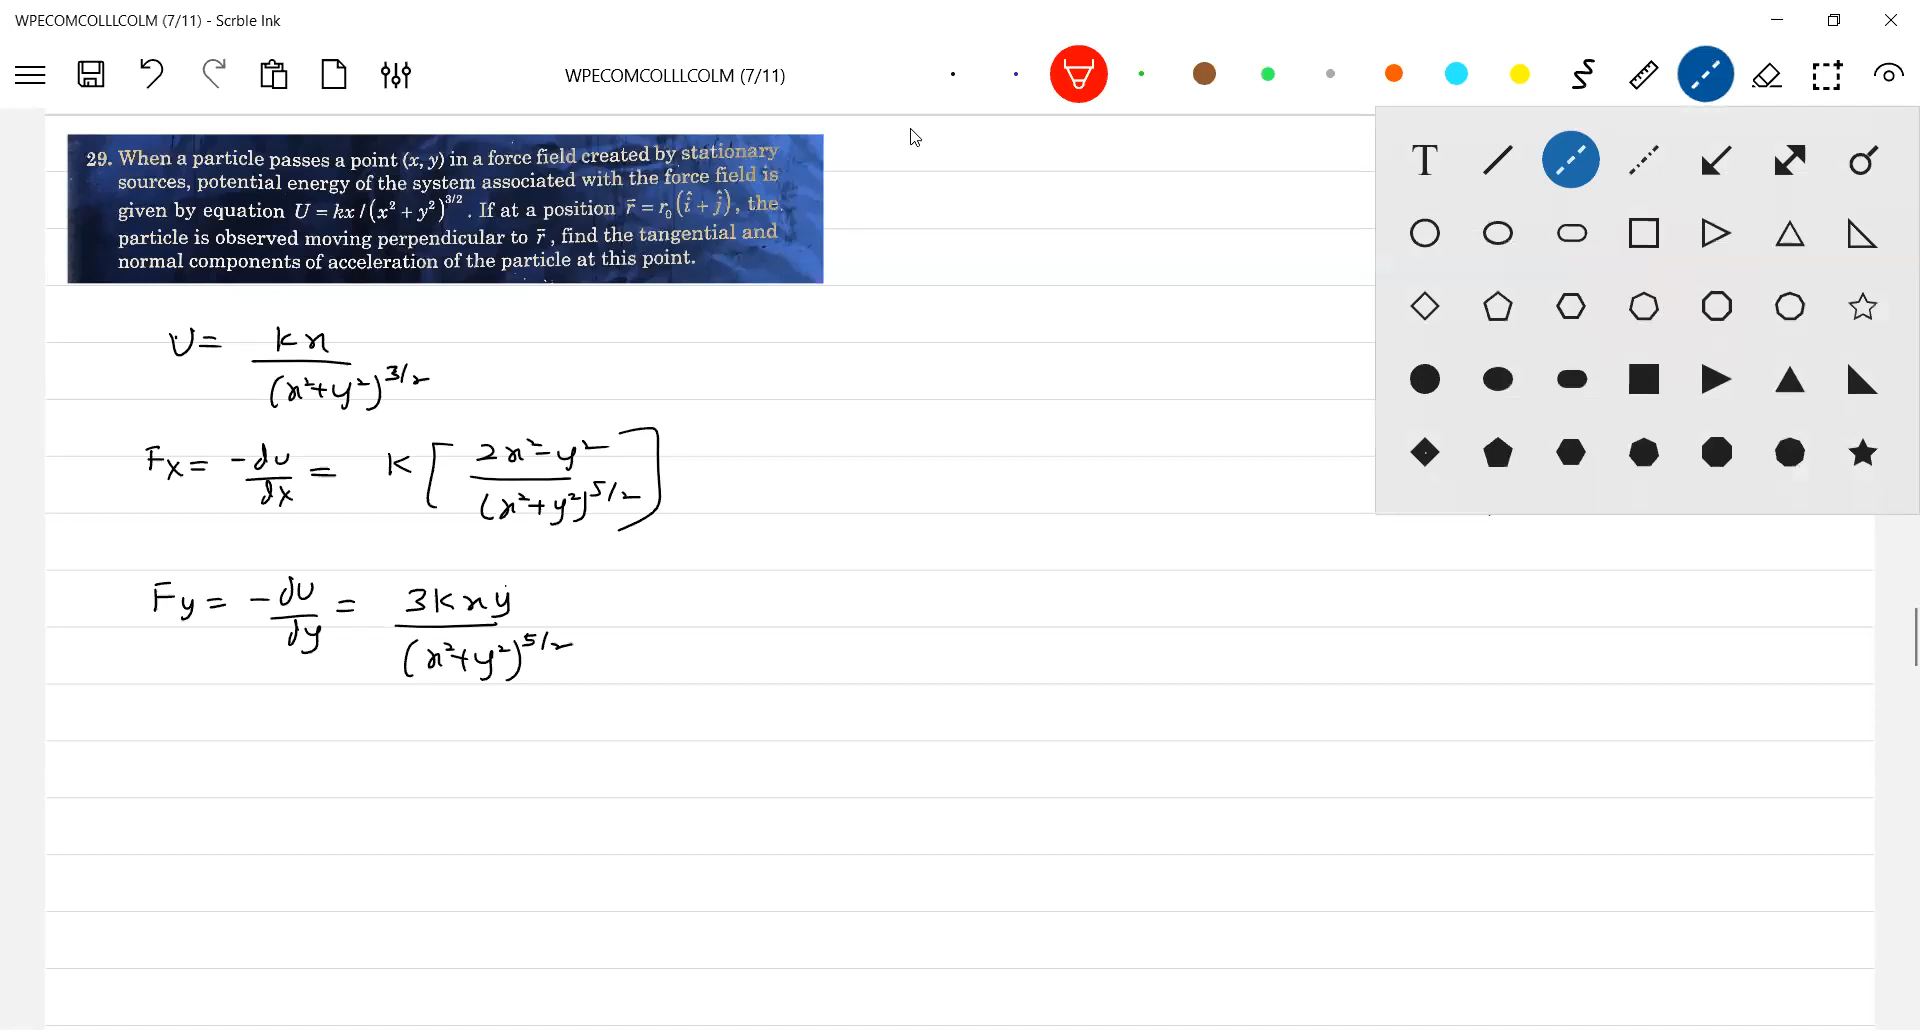 WPECOMCOLLLCOLM (7/11) - Scrble Ink
WPECOMCOLLLCOLM (7/11)
T
29. When a particle passes a point (x, y) in a force field created by stationary
sources, potential energy of the system associated with the force field is
given by equation U = kx / (x² + y²)^{3/2}. If at a position r⃗ = r₀(î + ĵ), the
particle is observed moving perpendicular to r⃗, find the tangential and
normal components of acceleration of the particle at this point.
U = kx / (x²+y²)^{3/2}
Fx = -du/dx = k [ 2x²-y² / (x²+y²)^{5/2} ]
Fy = -du/dy = 3kxy / (x²+y²)^{5/2}